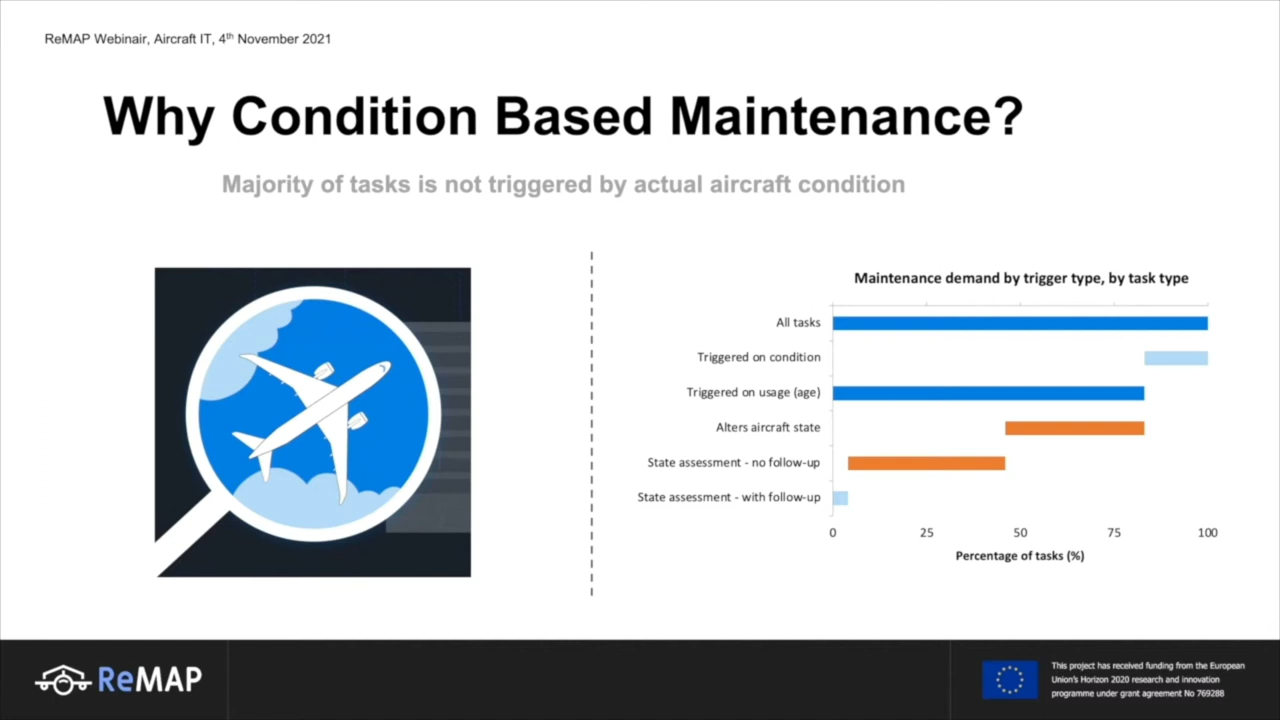 ReMAP Webinair, Aircraft IT, 4th November 2021
Why Condition Based Maintenance?
Majority of tasks is not triggered by actual aircraft condition
Maintenance demand by trigger type, by task type
All tasks
Triggered on condition
Triggered on usage (age)
Alters aircraft state
State assessment - no follow-up
State assessment - with follow-up
0 25 50 75 100
Percentage of tasks (%)
ReMAP
This project has received funding from the European
Union's Horizon 2020 research and innovation
programme under grant agreement No 769288